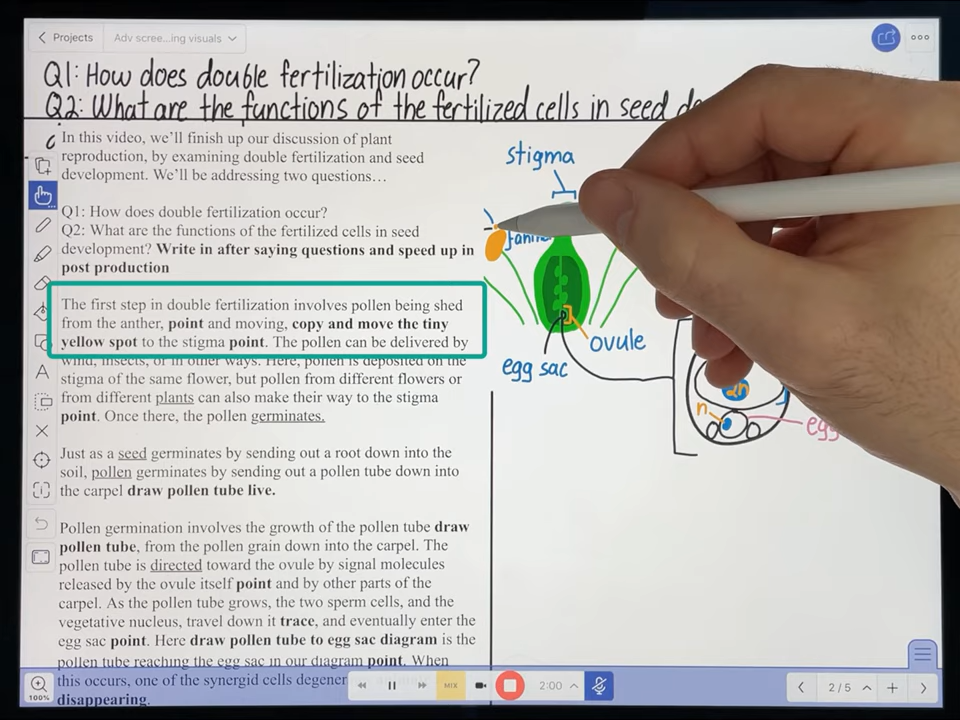 Projects
Adv scree...ing visuals
Q1: How does double fertilization occur?
Q2: What are the functions of the fertilized cells in seed
In this video, we'll finish up our discussion of plant
reproduction, by examining double fertilization and seed
development. We'll be addressing two questions…
Q1: How does double fertilization occur?
Q2: What are the functions of the fertilized cells in seed
development? Write in after saying questions and speed up in
post production
The first step in double fertilization involves pollen being shed
from the anther, point and moving, copy and move the tiny
yellow spot to the stigma point. The pollen can be delivered by
wind, insects, or in other ways. Here, pollen is deposited on the
stigma of the same flower, but pollen from different flowers or
from different plants can also make their way to the stigma
point. Once there, the pollen germinates.
Just as a seed germinates by sending out a root down into the
soil, pollen germinates by sending out a pollen tube down into
the carpel draw pollen tube live.
Pollen germination involves the growth of the pollen tube draw
pollen tube, from the pollen grain down into the carpel. The
pollen tube is directed toward the ovule by signal molecules
released by the ovule itself point and by other parts of the
carpel. As the pollen tube grows, the two sperm cells, and the
vegetative nucleus, travel down it trace, and eventually enter the
egg sac point. Here draw pollen tube to egg sac diagram is the
pollen tube reaching the egg sac in our diagram point. When
this occurs, one of the synergid cells degener
disappearing.
stigma
ovule
egg sac
2n
n
egg
A
100%
MIX
2:00
2/5